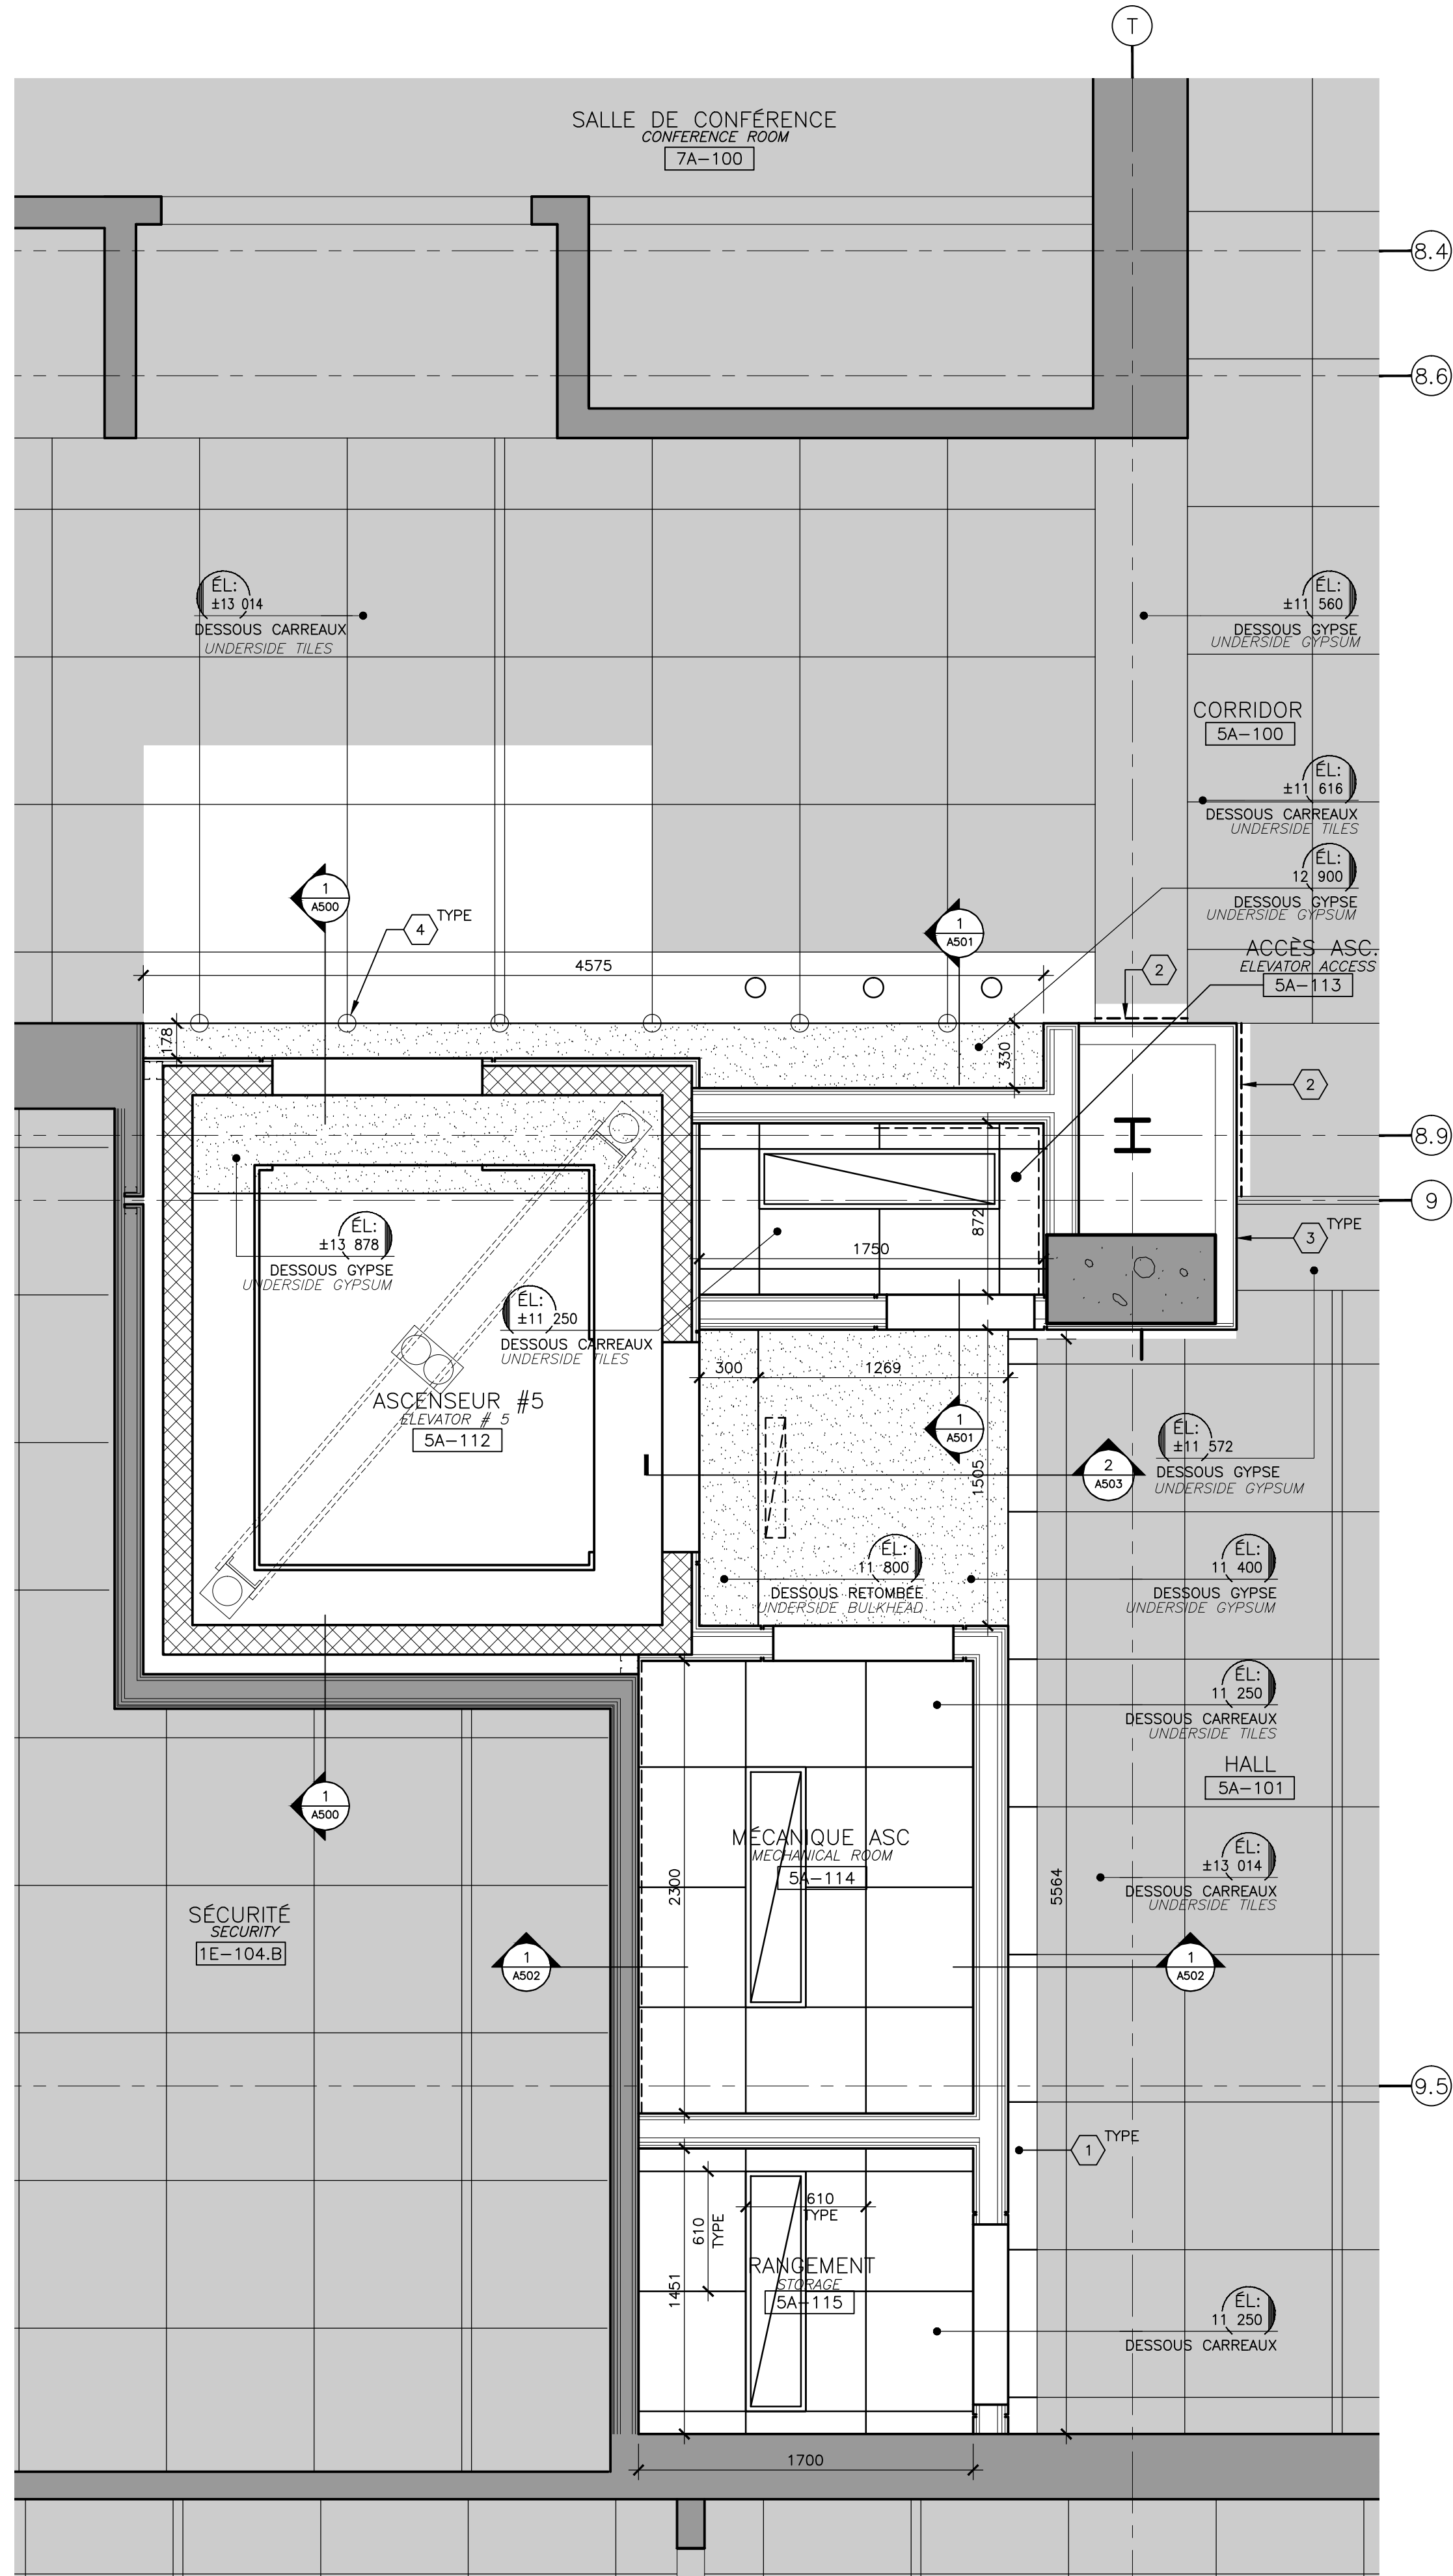 T
SALLE DE CONFÉRENCE
CONFERENCE ROOM
7A-100
8.4
8.6
ÉL:
±13 014
DESSOUS CARREAUX
UNDERSIDE TILES
ÉL:
±11 560
DESSOUS GYPSE
UNDERSIDE GYPSUM
CORRIDOR
5A-100
ÉL:
±11 616
DESSOUS CARREAUX
UNDERSIDE TILES
ÉL:
12 900
DESSOUS GYPSE
UNDERSIDE GYPSUM
1
A500
4
TYPE
1
A501
ACCÈS ASC.
ELEVATOR ACCESS
5A-113
4575
2
178
330
2
8.9
9
872
1750
3
TYPE
ÉL:
±13 878
DESSOUS GYPSE
UNDERSIDE GYPSUM
ÉL:
±11 250
DESSOUS CARREAUX
UNDERSIDE TILES
300
1269
ASCENSEUR #5
ELEVATOR # 5
5A-112
1
A501
ÉL:
±11 572
DESSOUS GYPSE
UNDERSIDE GYPSUM
2
A503
1505
ÉL:
11 800
DESSOUS RETOMBÉE
UNDERSIDE BULKHEAD
ÉL:
11 400
DESSOUS GYPSE
UNDERSIDE GYPSUM
ÉL:
11 250
DESSOUS CARREAUX
UNDERSIDE TILES
HALL
5A-101
1
A500
MÉCANIQUE ASC
MECHANICAL ROOM
5A-114
2300
5564
ÉL:
±13 014
DESSOUS CARREAUX
UNDERSIDE TILES
SÉCURITÉ
SECURITY
1E-104.B
1
A502
1
A502
9.5
1
TYPE
610
TYPE
610
TYPE
RANGEMENT
STORAGE
5A-115
1451
ÉL:
11 250
DESSOUS CARREAUX
1700